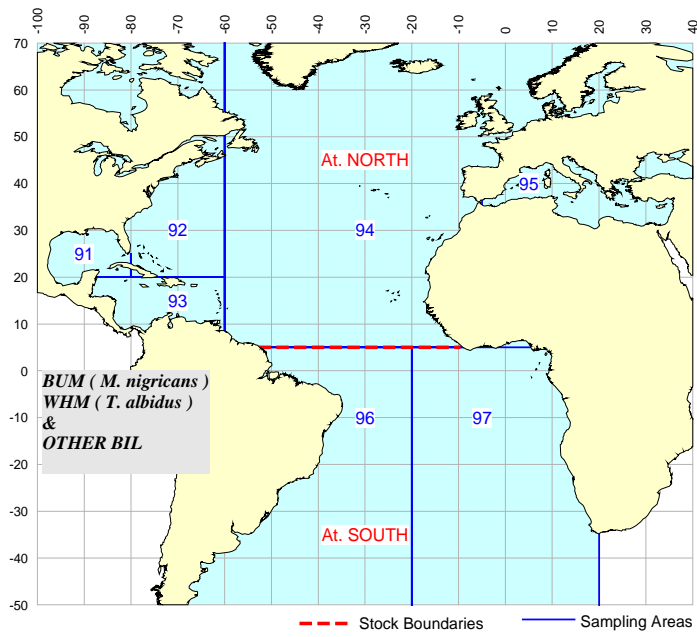 -100 -90 -80 -70 -60 -50 -40 -30 -20 -10 0 10 20 30 40
70
60
50
At. NORTH
40
95
30
92
94
91
20
93
10
0
BUM ( M. nigricans )
WHM ( T. albidus )
&
OTHER BIL
-10
96
97
-20
-30
At. SOUTH
-40
-50
Stock Boundaries
Sampling Areas